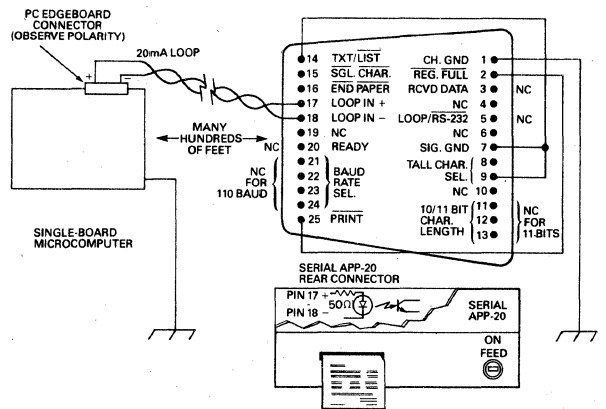 PC EDGEBOARD
CONNECTOR
(OBSERVE POLARITY)
+
–
20mA LOOP
MANY
HUNDREDS
OF FEET
SINGLE-BOARD
MICROCOMPUTER
14 TXT/LIST
15 SGL. CHAR.
16 END PAPER
17 LOOP IN +
18 LOOP IN –
19 NC
NC 20 READY
21
22
23
24
BAUD
RATE
SEL.
NC
FOR
110 BAUD
25 PRINT
CH. GND 1
REG. FULL 2
RCVD DATA 3 NC
NC 4
LOOP/RS-232 5 NC
NC 6
SIG. GND 7
TALL CHAR. 8
SEL. 9
NC 10
10/11 BIT 11
CHAR. 12
LENGTH 13
NC
FOR
11 BITS
SERIAL APP-20
REAR CONNECTOR
PIN 17 +
50Ω
PIN 18 –
SERIAL
APP-20
ON
FEED